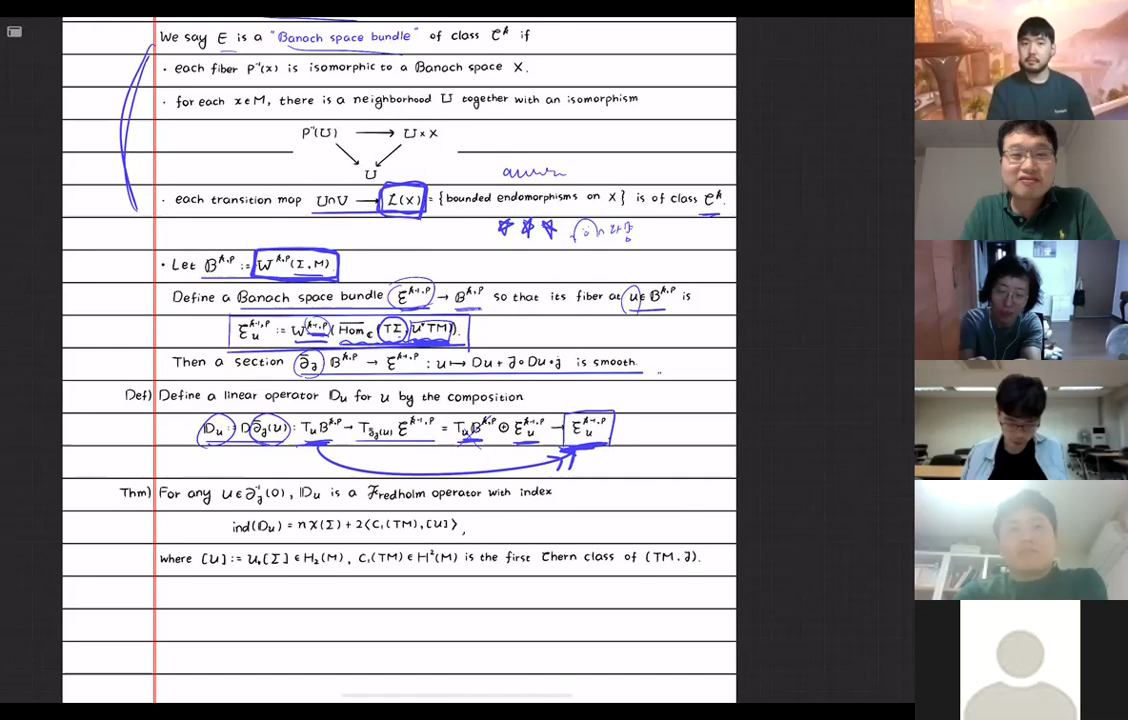 We say E is a "Banach space bundle" of class C^k if
• each fiber p⁻¹(x) is isomorphic to a Banach space X.
• for each x∈M, there is a neighborhood U together with an isomorphism
p⁻¹(U) → U×X
U
• each transition map U∩V → L(X) = {bounded endomorphisms on X} is of class C^k.
• Let B^{k,p} := W^{k,p}(Σ,M).
Define a Banach space bundle E^{k-1,p} → B^{k,p} so that its fiber at u∈B^{k,p} is
E_u^{k-1,p} := W^{k-1,p}(\overline{Hom}_C(TΣ, u*TM)).
Then a section ∂̄_J B^{k,p} → E^{k-1,p} : u ↦ Du + J∘Du∘j is smooth.
Def) Define a linear operator D_u for u by the composition
D_u := D∂̄_J(u) : T_uB^{k,p} → T_{∂̄_J(u)} E^{k-1,p} = T_uB^{k,p} ⊕ E_u^{k-1,p} → E_u^{k-1,p}
Thm) For any u∈∂̄_J⁻¹(0), D_u is a Fredholm operator with index
ind(D_u) = nχ(Σ) + 2⟨C₁(TM), [u]⟩,
where [u] := u_*[Σ] ∈ H₂(M), C₁(TM) ∈ H²(M) is the first Chern class of (TM, J).